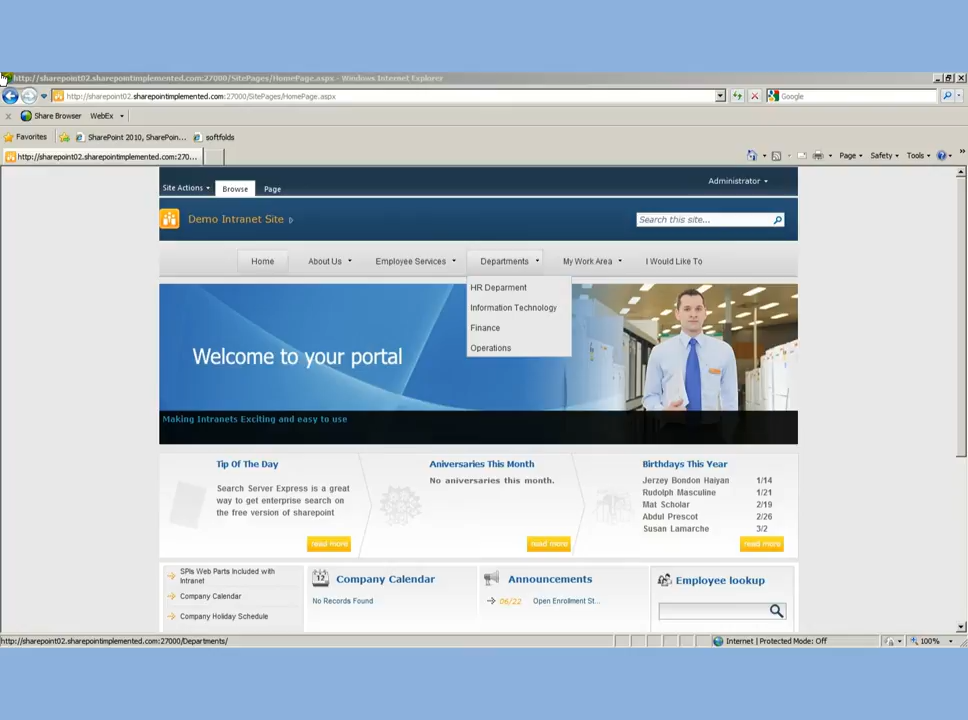 http://sharepoint02.sharepointimplemented.com:27000/SitePages/HomePage.aspx - Windows Internet Explorer
http://sharepoint02.sharepointimplemented.com:27000/SitePages/HomePage.aspx
Google
x Share Browser WebEx
Favorites SharePoint 2010, SharePoin... softfolds
http://sharepoint02.sharepointimplemented.com:270...
Page Safety Tools
Site Actions Browse Page
Administrator
Demo Intranet Site
Search this site...
Home About Us Employee Services Departments My Work Area I Would Like To
HR Deparment
Information Technology
Finance
Operations
Welcome to your portal
Making Intranets Exciting and easy to use
Tip Of The Day
Search Server Express is a great
way to get enterprise search on
the free version of sharepoint
read more
Aniversaries This Month
No aniversaries this month.
read more
Birthdays This Year
Jerzey Bondon Haiyan 1/14
Rudolph Masculine 1/21
Mat Scholar 2/19
Abdul Prescot 2/26
Susan Lamarche 3/2
read more
SPIs Web Parts Included with
Intranet
Company Calendar
Company Holiday Schedule
12 Company Calendar
No Records Found
Announcements
06/22 Open Enrollment St...
Employee lookup
http://sharepoint02.sharepointimplemented.com:27000/Departments/
Internet | Protected Mode: Off
100%